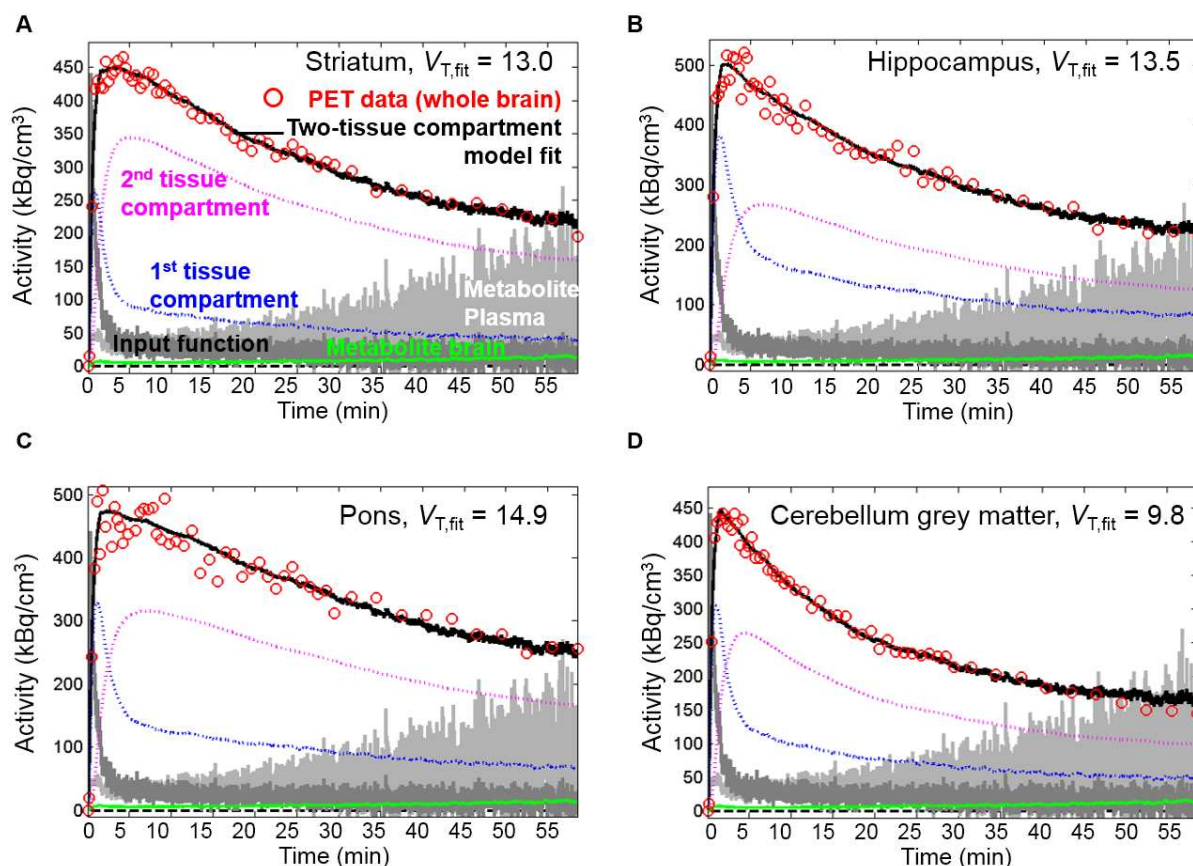 A
Striatum, V_T,fit = 13.0
PET data (whole brain)
Two-tissue compartment
model fit
2nd tissue
compartment
1st tissue
compartment
Metabolite
Plasma
Input function
Metabolite brain
Activity (kBq/cm³)
450
400
350
300
250
200
150
100
50
0
0 5 10 15 20 25 30 35 40 45 50 55
Time (min)
B
Hippocampus, V_T,fit = 13.5
Activity (kBq/cm³)
500
400
300
200
100
0
0 5 10 15 20 25 30 35 40 45 50 55
Time (min)
C
Pons, V_T,fit = 14.9
Activity (kBq/cm³)
500
400
300
200
100
0
0 5 10 15 20 25 30 35 40 45 50 55
Time (min)
D
Cerebellum grey matter, V_T,fit = 9.8
Activity (kBq/cm³)
450
400
350
300
250
200
150
100
50
0
0 5 10 15 20 25 30 35 40 45 50 55
Time (min)